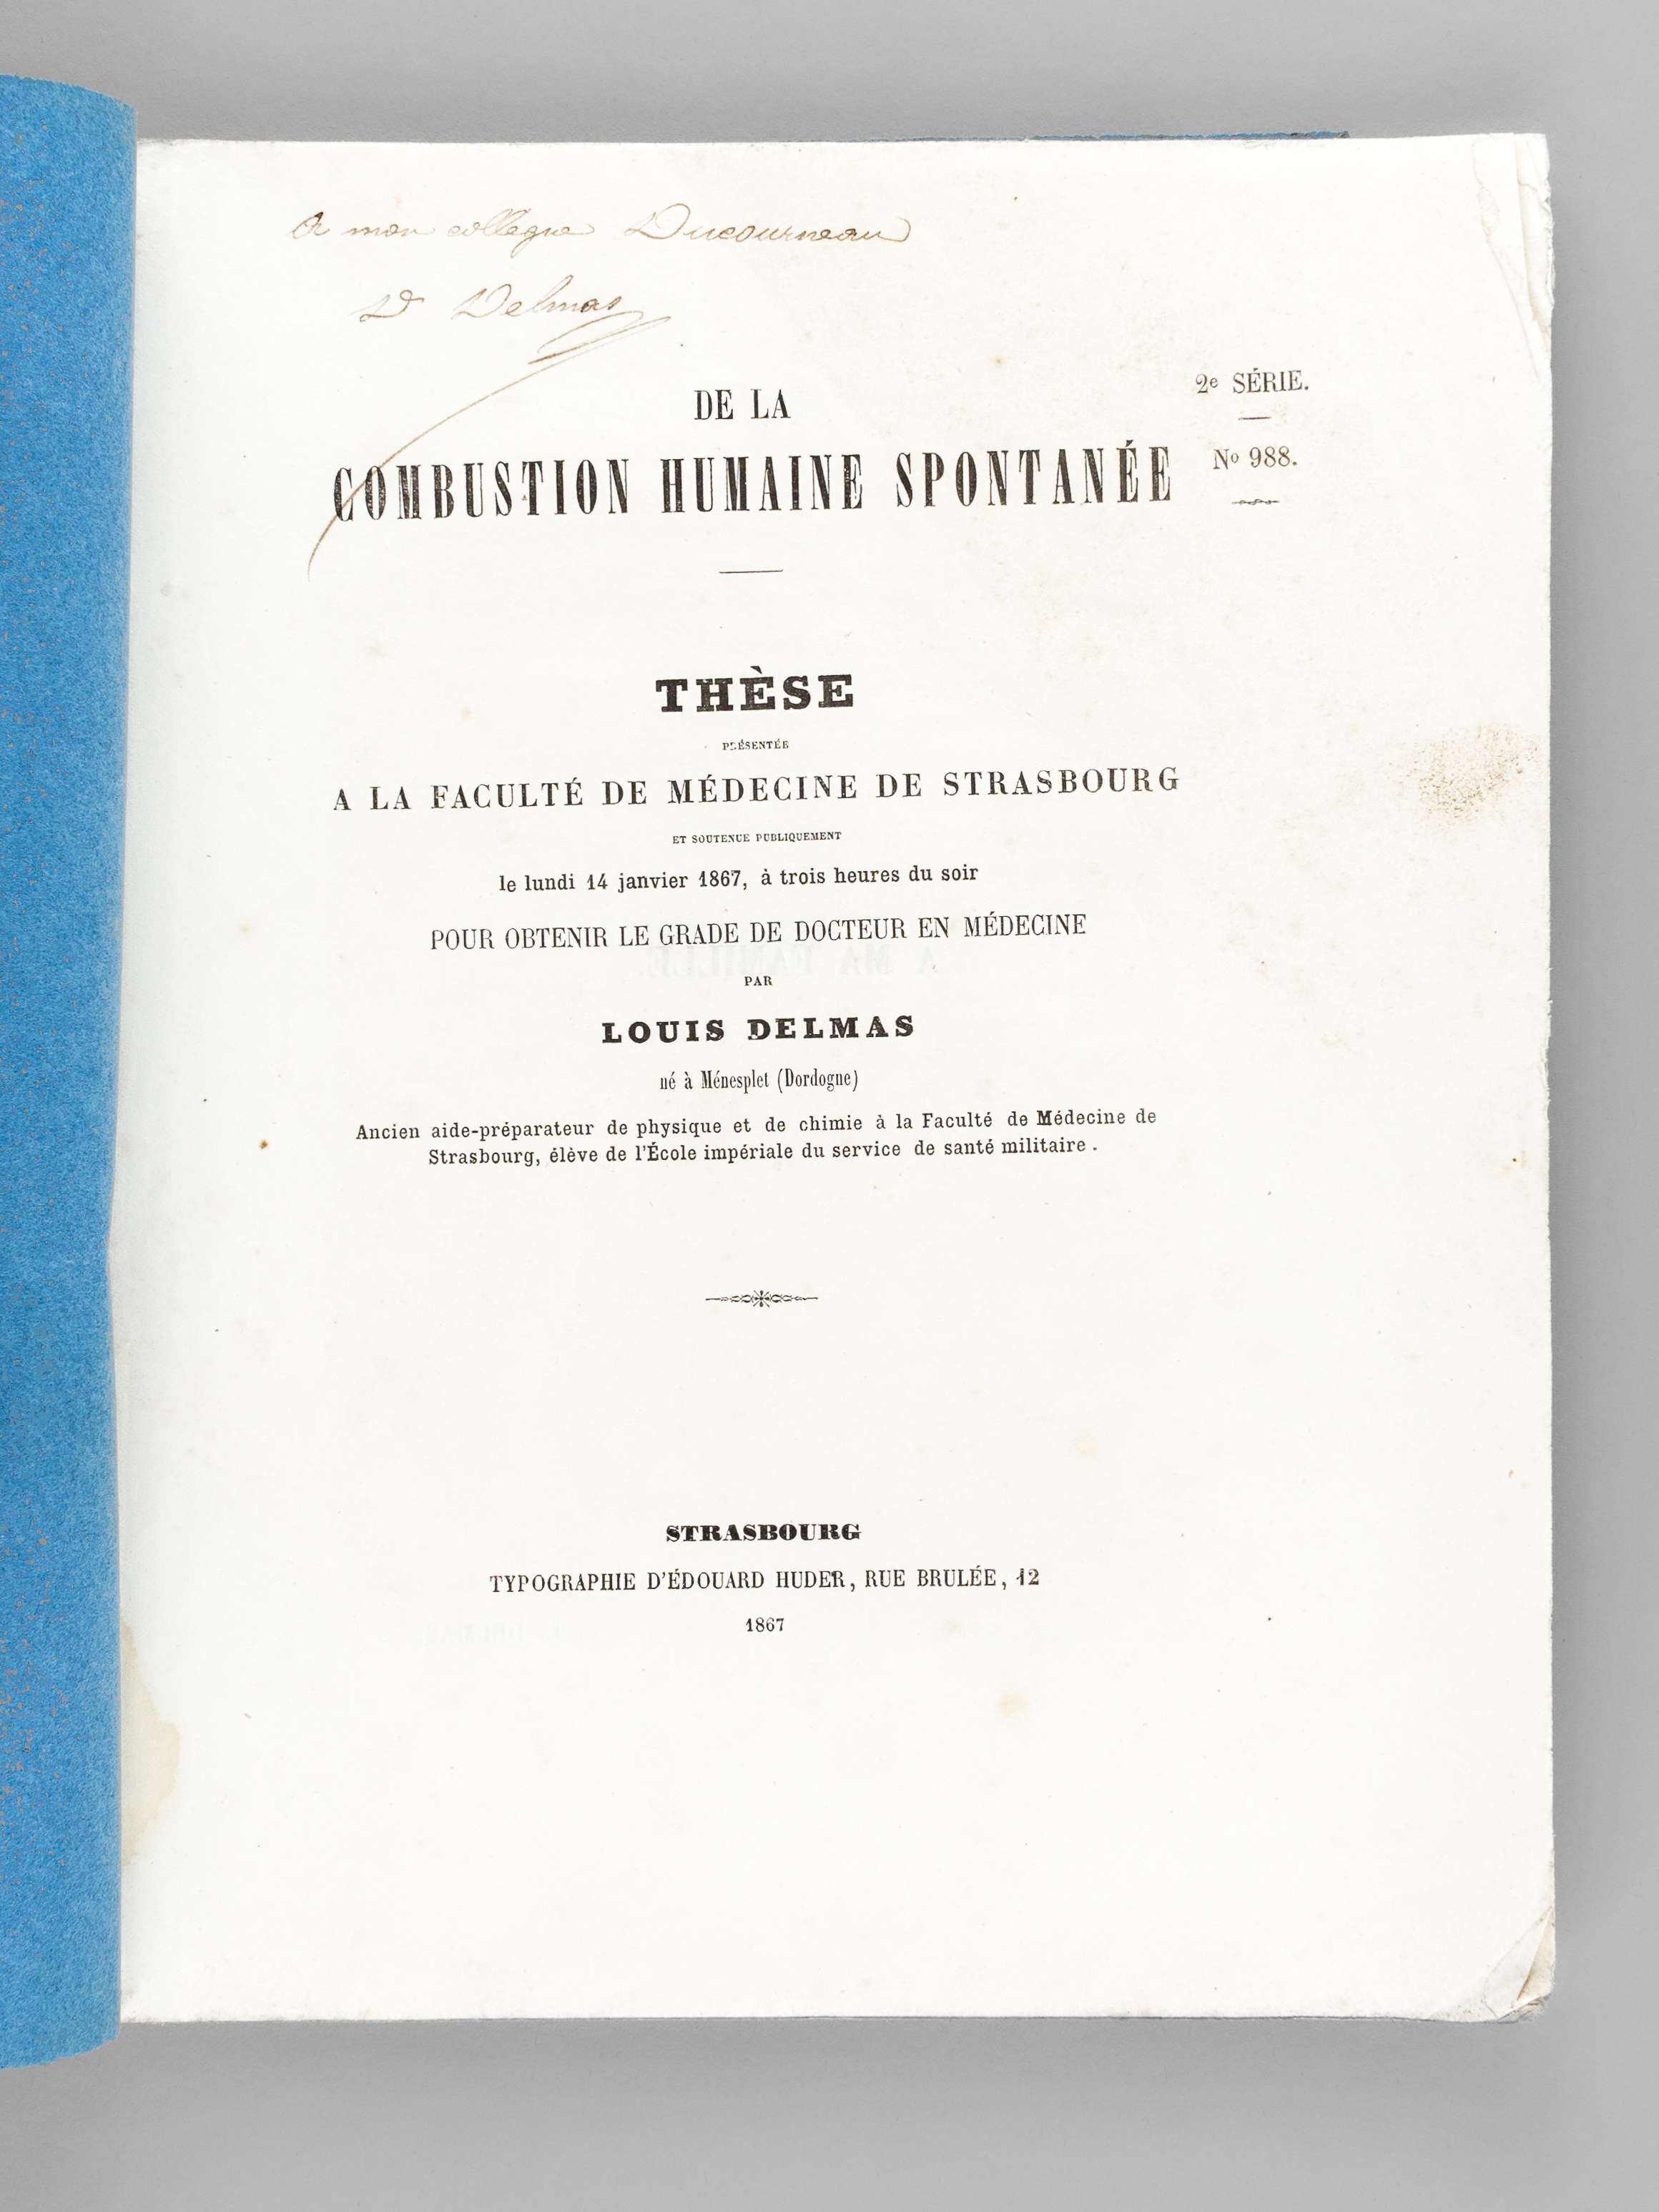 A mon collègue Ducourneau
Dr Delmas
DE LA
2e SÉRIE.
COMBUSTION HUMAINE SPONTANÉE
No 988.
THÈSE
PRÉSENTÉE
A LA FACULTÉ DE MÉDECINE DE STRASBOURG
ET SOUTENUE PUBLIQUEMENT
le lundi 14 janvier 1867, à trois heures du soir
POUR OBTENIR LE GRADE DE DOCTEUR EN MÉDECINE
PAR
LOUIS DELMAS
né à Ménesplet (Dordogne)
Ancien aide-préparateur de physique et de chimie à la Faculté de Médecine de
Strasbourg, élève de l'École impériale du service de santé militaire.
STRASBOURG
TYPOGRAPHIE D'ÉDOUARD HUDER, RUE BRULÉE, 12
1867